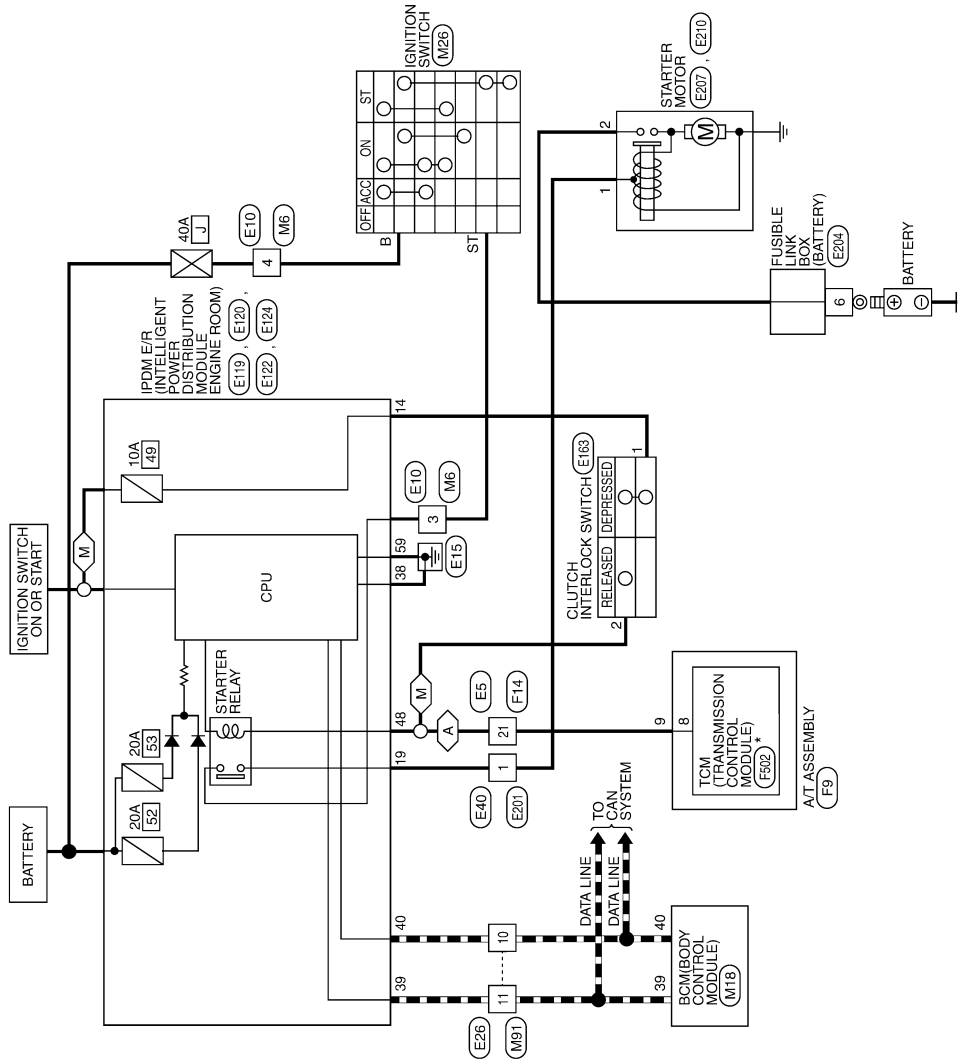 BATTERY
IGNITION SWITCH
ON OR START
20A
52
20A
53
M
10A
49
IPDM E/R
(INTELLIGENT
POWER
DISTRIBUTION
MODULE
ENGINE ROOM)
E119 , E120 ,
E122 , E124
40A
J
4
E10
M6
IGNITION
SWITCH
M26
OFF
ACC
ON
ST
B
ST
STARTER
RELAY
CPU
39
40
19
48
38
59
14
E15
3
E10
M6
E26
M91
11
10
E40
E201
1
A
M
21
E5
F14
DATA LINE
DATA LINE
TO
CAN
SYSTEM
39
40
BCM(BODY
CONTROL
MODULE)
M18
9
8
TCM
(TRANSMISSION
CONTROL
MODULE)
F502 *
A/T ASSEMBLY
F9
CLUTCH
INTERLOCK SWITCH
E163
RELEASED
DEPRESSED
2
1
FUSIBLE
LINK
BOX
(BATTERY)
E204
6
BATTERY
STARTER
MOTOR
E207 , E210
1
2
M